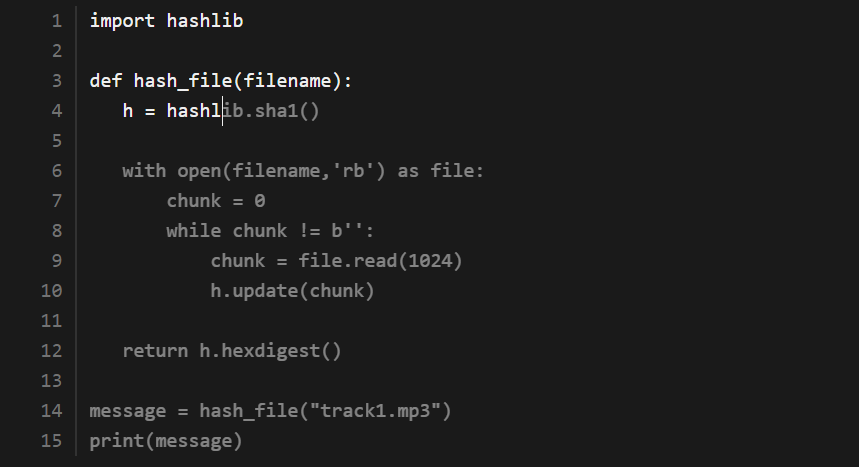 1 import hashlib
2
3 def hash_file(filename):
4    h = hashlib.sha1()
5
6    with open(filename,'rb') as file:
7        chunk = 0
8        while chunk != b'':
9            chunk = file.read(1024)
10            h.update(chunk)
11
12    return h.hexdigest()
13
14 message = hash_file("track1.mp3")
15 print(message)